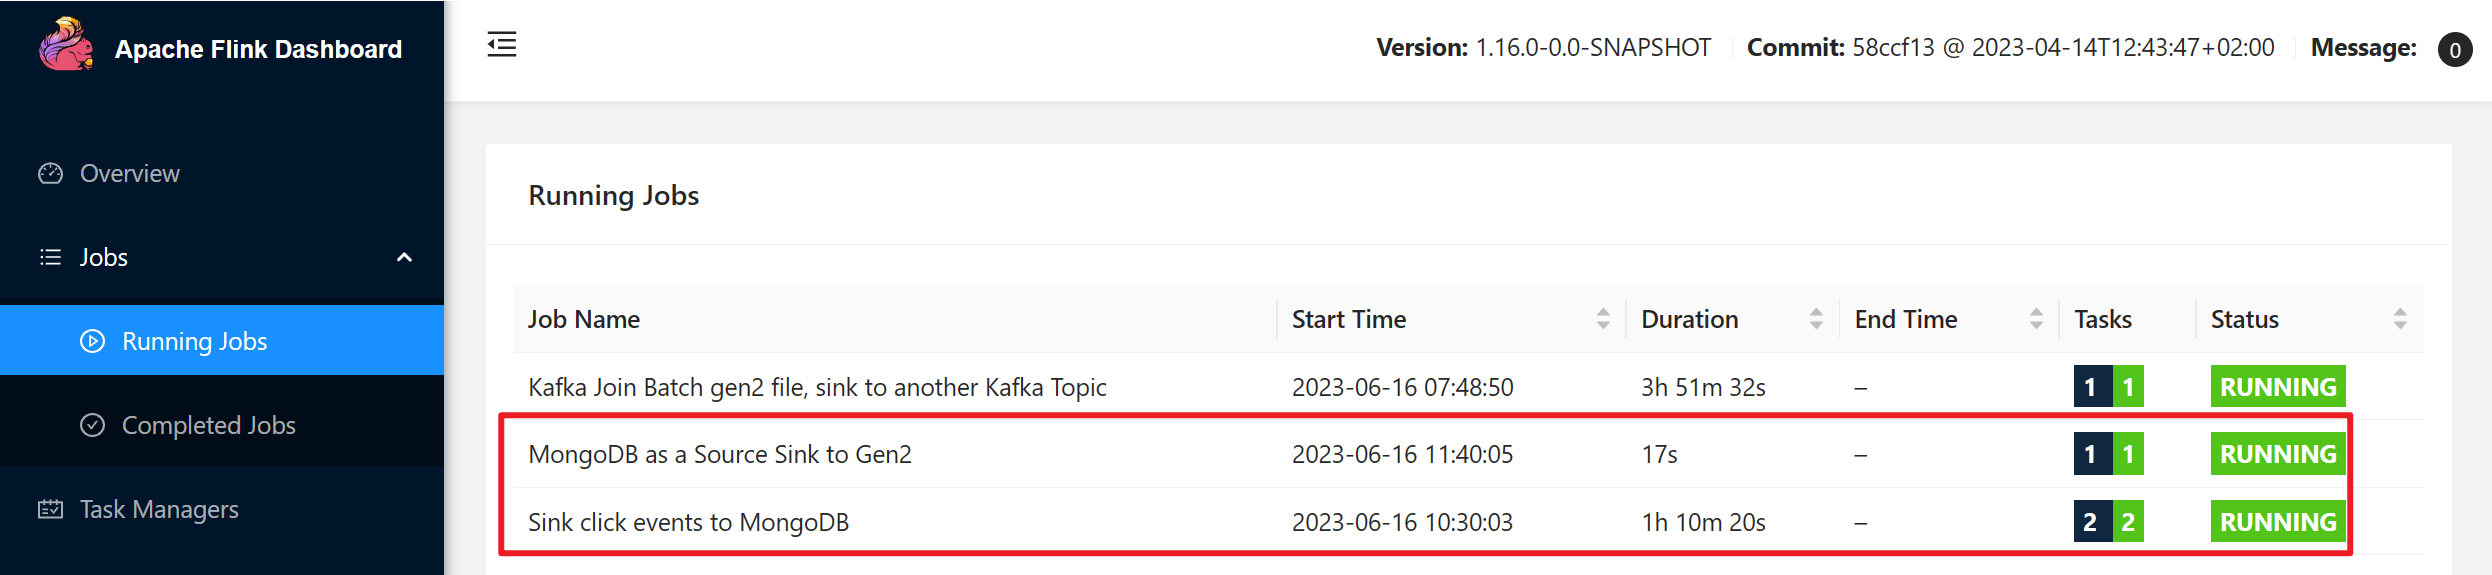 Apache Flink Dashboard
Version: 1.16.0-0.0-SNAPSHOT Commit: 58ccf13 @ 2023-04-14T12:43:47+02:00 Message: 0
Overview
Jobs
Running Jobs
Completed Jobs
Task Managers
Running Jobs
Job Name Start Time Duration End Time Tasks Status
Kafka Join Batch gen2 file, sink to another Kafka Topic 2023-06-16 07:48:50 3h 51m 32s – 1 1 RUNNING
MongoDB as a Source Sink to Gen2 2023-06-16 11:40:05 17s – 1 1 RUNNING
Sink click events to MongoDB 2023-06-16 10:30:03 1h 10m 20s – 2 2 RUNNING